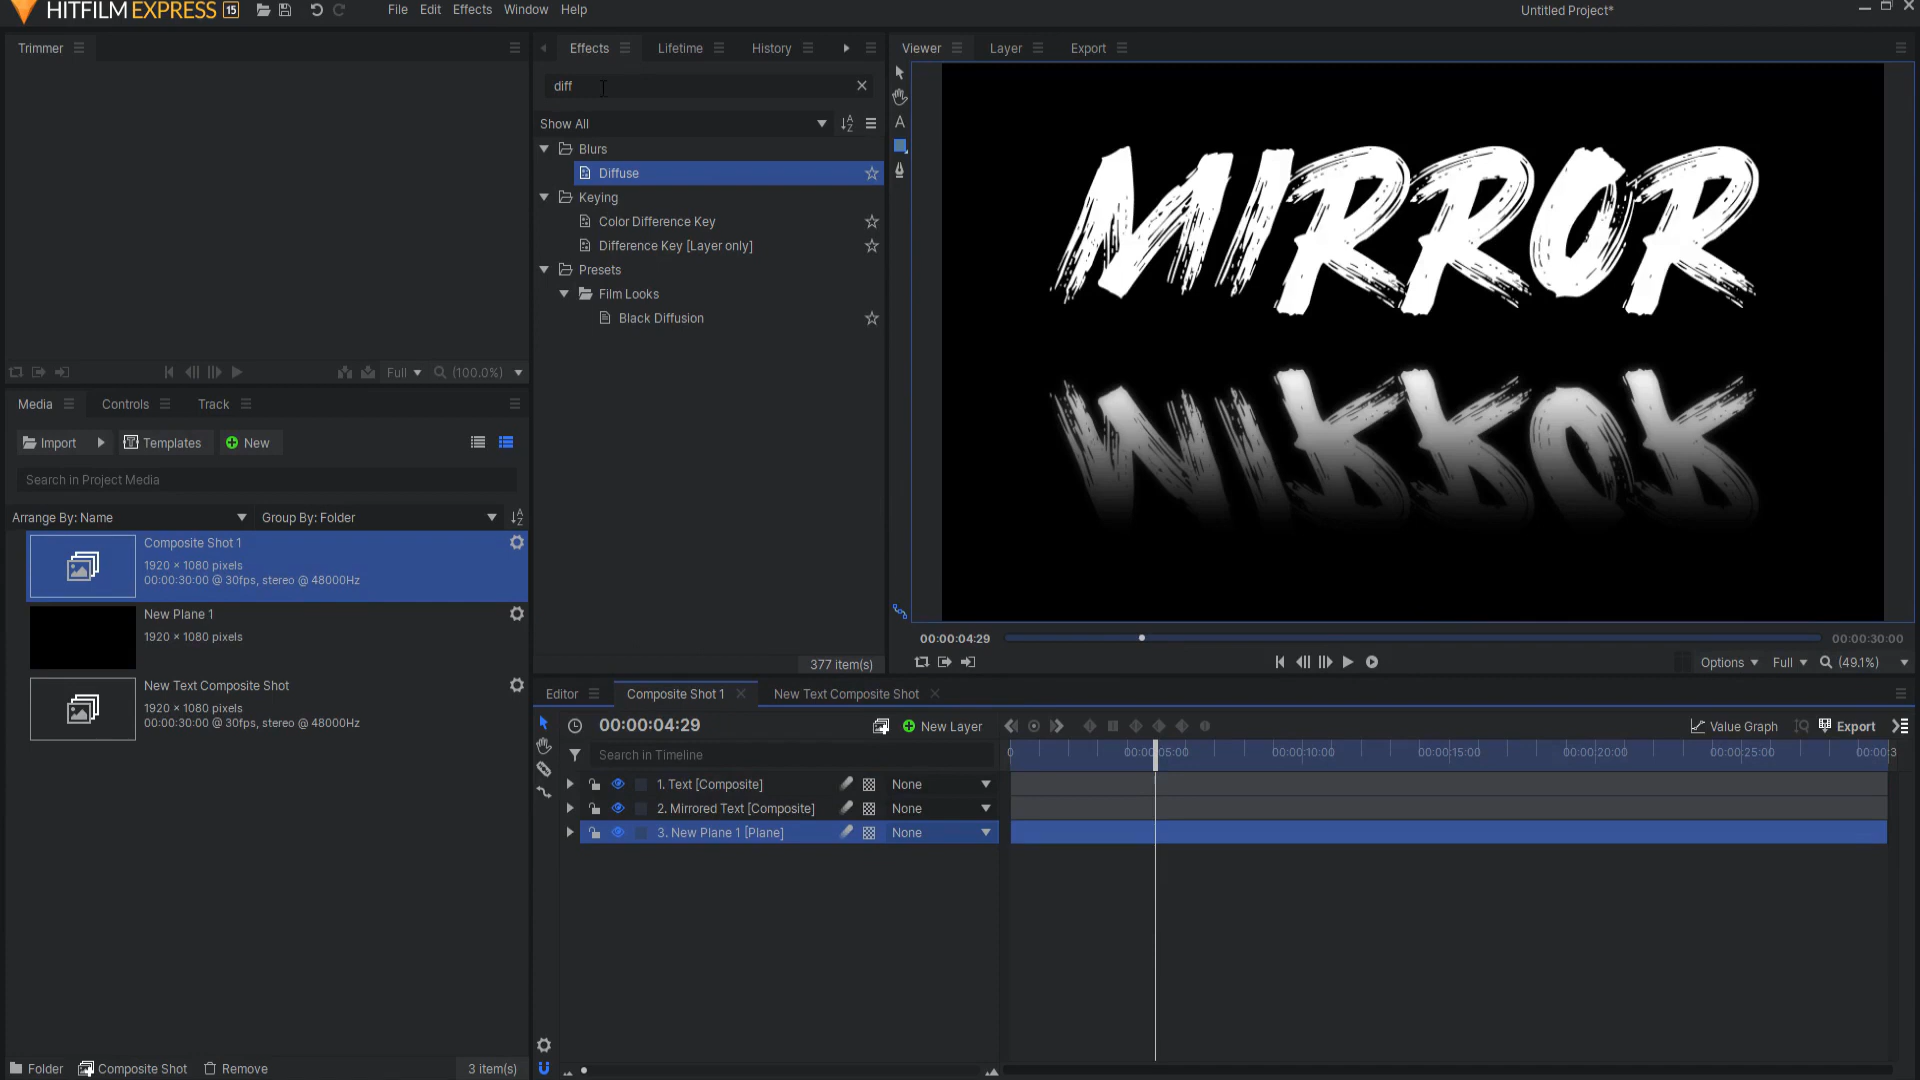 HITFILM EXPRESS 15
File Edit Effects Window Help
Untitled Project*
Trimmer
Full (100.0%)
Media Controls Track
Import Templates New
Search in Project Media
Arrange By: Name Group By: Folder
Composite Shot 1
1920 × 1080 pixels
00:00:30:00 @ 30fps, stereo @ 48000Hz
New Plane 1
1920 × 1080 pixels
New Text Composite Shot
1920 × 1080 pixels
00:00:30:00 @ 30fps, stereo @ 48000Hz
Folder Composite Shot Remove 3 item(s)
Effects Lifetime History
diff
Show All
Blurs
Diffuse
Keying
Color Difference Key
Difference Key [Layer only]
Presets
Film Looks
Black Diffusion
377 item(s)
Viewer Layer Export
MIRROR
MIRROR
00:00:04:29 00:00:30:00
Options Full (49.1%)
Editor Composite Shot 1 New Text Composite Shot
00:00:04:29 New Layer Value Graph Export
Search in Timeline
0 00:00:05:00 00:00:10:00 00:00:15:00 00:00:20:00 00:00:25:00 00:00:3
1. Text [Composite] None
2. Mirrored Text [Composite] None
3. New Plane 1 [Plane] None